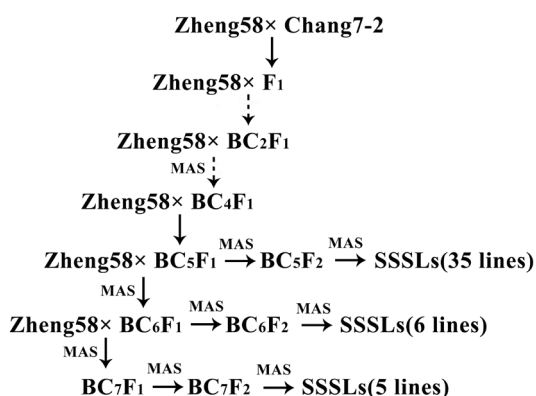 Zheng58× Chang7-2
Zheng58× F1
Zheng58× BC2F1
MAS
Zheng58× BC4F1
MAS MAS
Zheng58× BC5F1 BC5F2 SSSLs(35 lines)
MAS MAS MAS
Zheng58× BC6F1 BC6F2 SSSLs(6 lines)
MAS MAS MAS
BC7F1 BC7F2 SSSLs(5 lines)